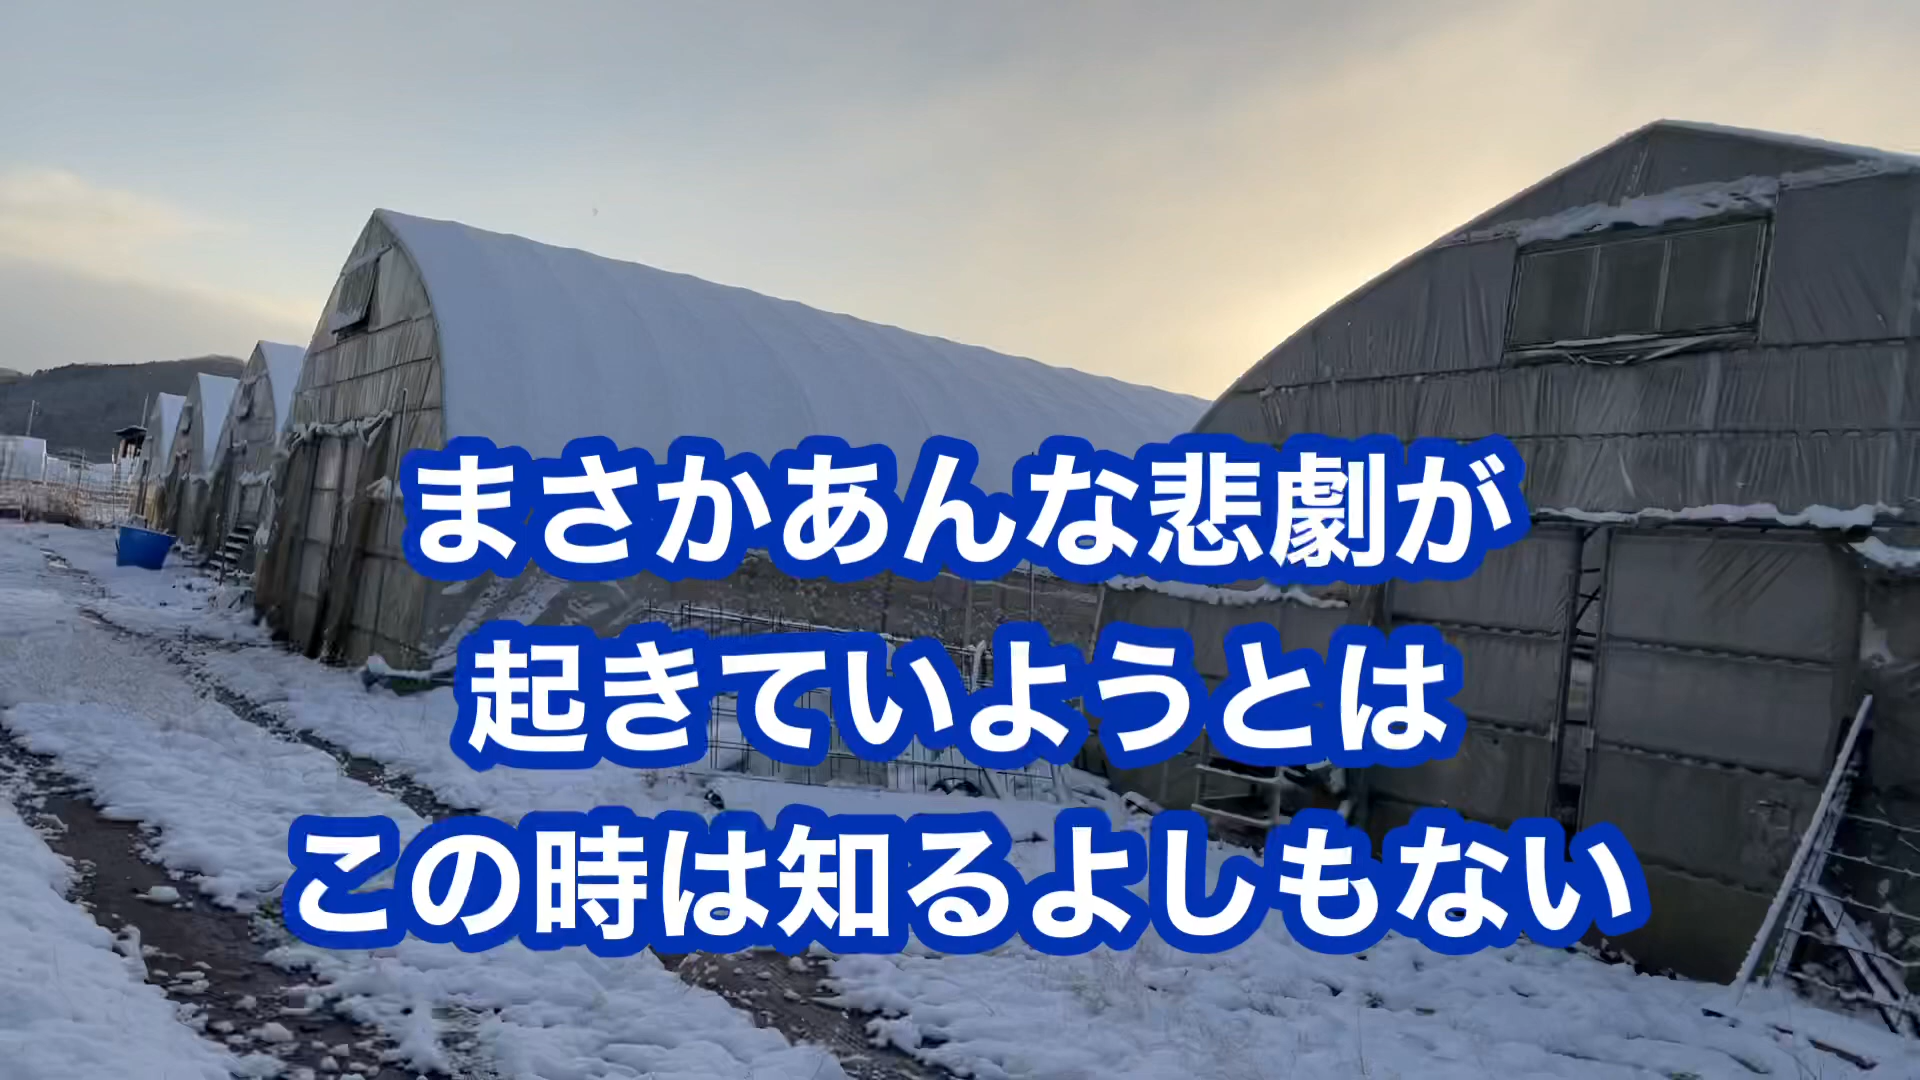 まさかあんな悲劇が
起きていようとは
この時は知るよしもない